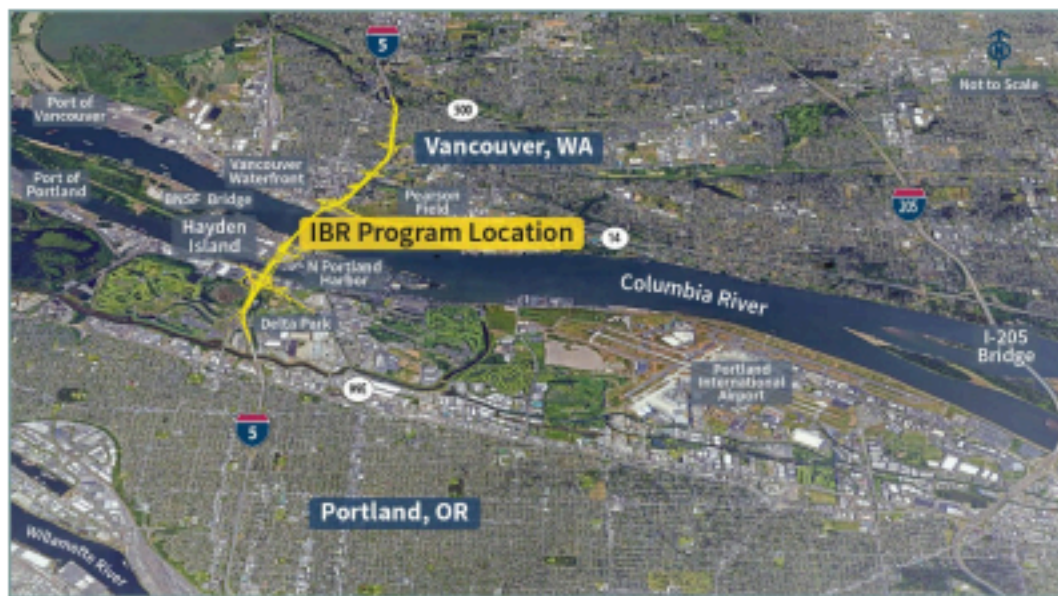 5
N
Not to Scale
Port of
Vancouver
500
Vancouver, WA
Vancouver
Waterfront
Port of
Portland
BNSF Bridge
Pearson
Field
205
Hayden
Island
IBR Program Location
14
N Portland
Harbor
Columbia River
Delta Park
I-205
Bridge
Portland
International
Airport
5
Portland, OR
Willamette River